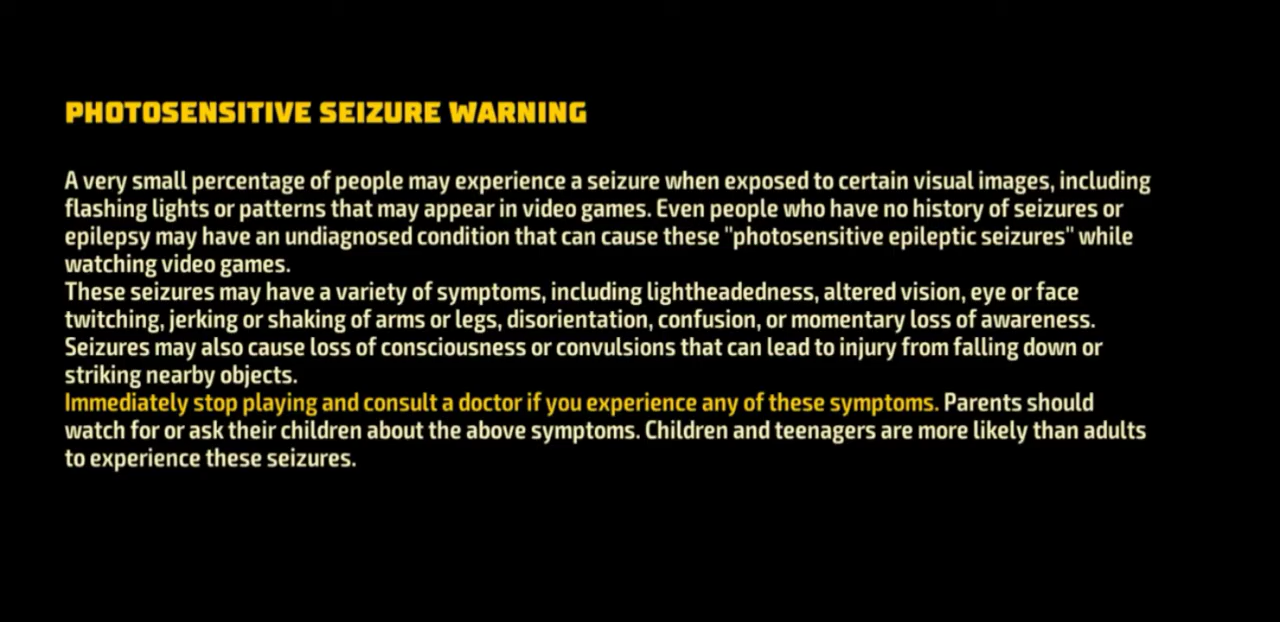 PHOTOSENSITIVE SEIZURE WARNING
A very small percentage of people may experience a seizure when exposed to certain visual images, including
flashing lights or patterns that may appear in video games. Even people who have no history of seizures or
epilepsy may have an undiagnosed condition that can cause these "photosensitive epileptic seizures" while
watching video games.
These seizures may have a variety of symptoms, including lightheadedness, altered vision, eye or face
twitching, jerking or shaking of arms or legs, disorientation, confusion, or momentary loss of awareness.
Seizures may also cause loss of consciousness or convulsions that can lead to injury from falling down or
striking nearby objects.
Immediately stop playing and consult a doctor if you experience any of these symptoms. Parents should
watch for or ask their children about the above symptoms. Children and teenagers are more likely than adults
to experience these seizures.